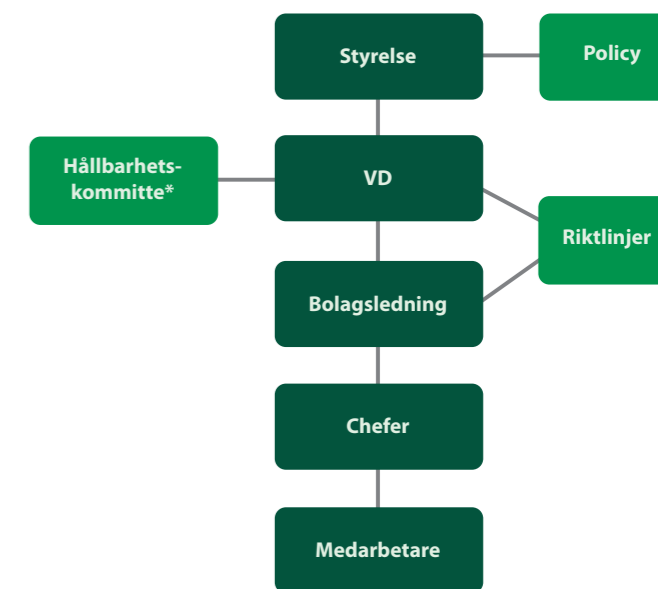 Styrelse
Policy
Hållbarhets-
kommitte*
VD
Riktlinjer
Bolagsledning
Chefer
Medarbetare